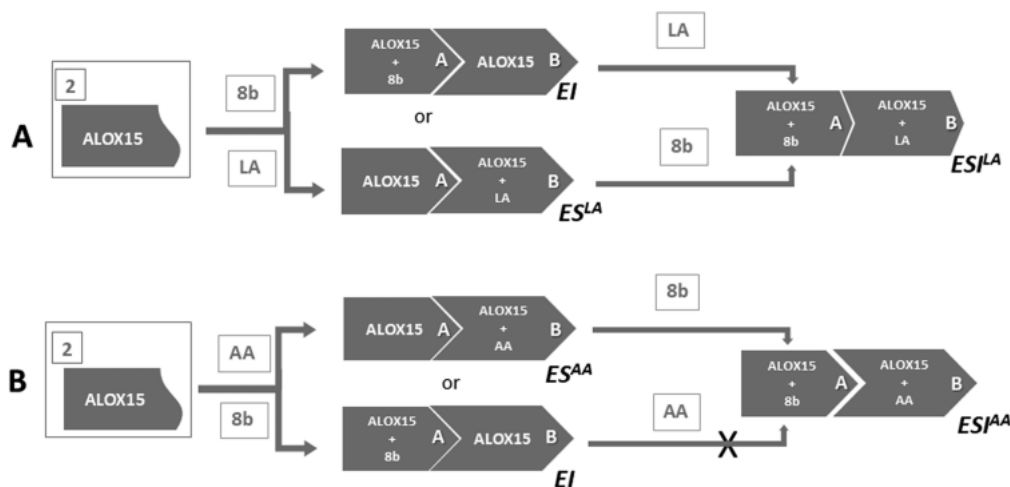 A
2
ALOX15
8b
LA
ALOX15
+
8b
A
ALOX15
B
EI
or
ALOX15
A
ALOX15
+
LA
B
ES^LA
LA
8b
ALOX15
+
8b
A
ALOX15
+
LA
B
ESI^LA
B
2
ALOX15
AA
8b
ALOX15
A
ALOX15
+
AA
B
ES^AA
or
ALOX15
+
8b
A
ALOX15
B
EI
8b
AA
X
ALOX15
+
8b
A
ALOX15
+
AA
B
ESI^AA